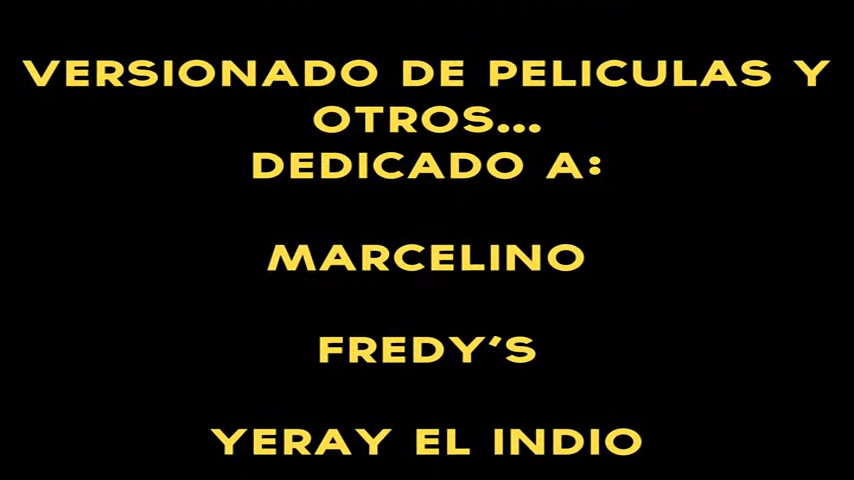 VERSIONADO DE PELICULAS Y
OTROS...
DEDICADO A:
MARCELINO
FREDY'S
YERAY EL INDIO